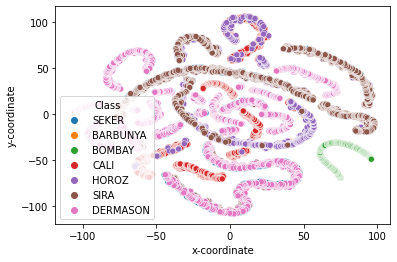 100
50
0
−50
−100
y-coordinate
Class
SEKER
BARBUNYA
BOMBAY
CALI
HOROZ
SIRA
DERMASON
−100
−50
0
50
100
x-coordinate